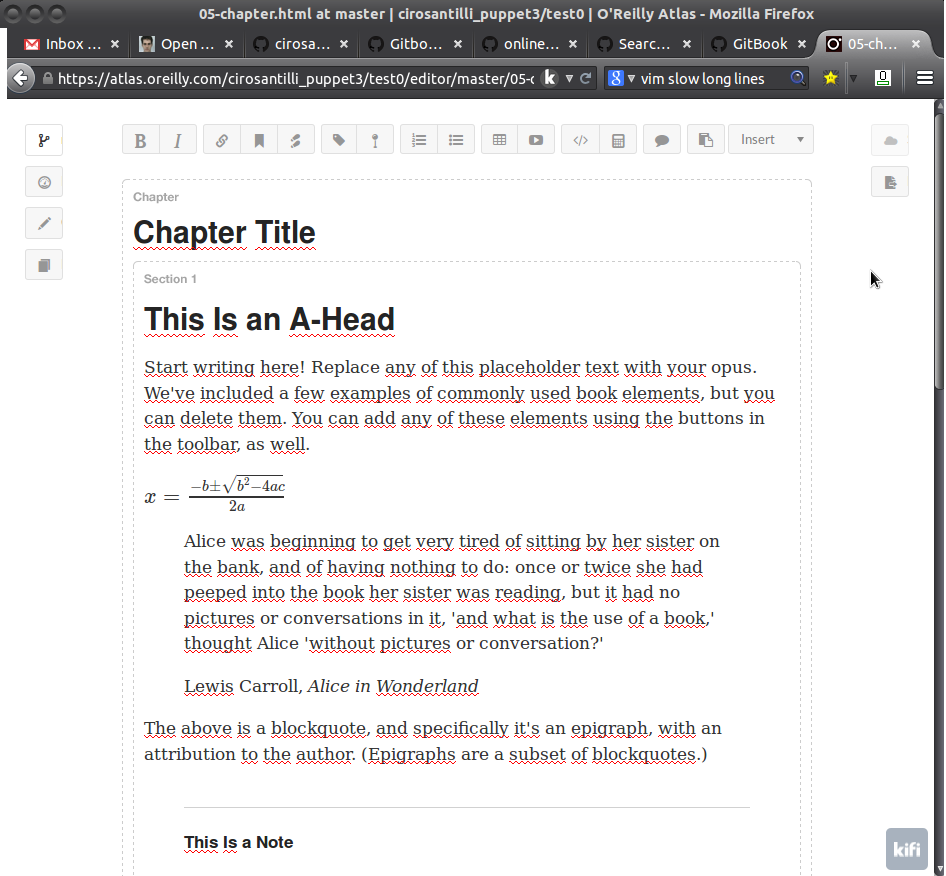 05-chapter.html at master | cirosantilli_puppet3/test0 | O'Reilly Atlas - Mozilla Firefox
Inbox ... × Open ... × cirosa... × Gitbo... × online... × Searc... × GitBook × 05-ch... ×
https://atlas.oreilly.com/cirosantilli_puppet3/test0/editor/master/05-c k 8 vim slow long lines 0
B I Insert
Chapter
Chapter Title
Section 1
This Is an A-Head
Start writing here! Replace any of this placeholder text with your opus.
We've included a few examples of commonly used book elements, but you
can delete them. You can add any of these elements using the buttons in
the toolbar, as well.
x = −b±√b²−4ac / 2a
Alice was beginning to get very tired of sitting by her sister on
the bank, and of having nothing to do: once or twice she had
peeped into the book her sister was reading, but it had no
pictures or conversations in it, 'and what is the use of a book,'
thought Alice 'without pictures or conversation?'
Lewis Carroll, Alice in Wonderland
The above is a blockquote, and specifically it's an epigraph, with an
attribution to the author. (Epigraphs are a subset of blockquotes.)
This Is a Note
kifi